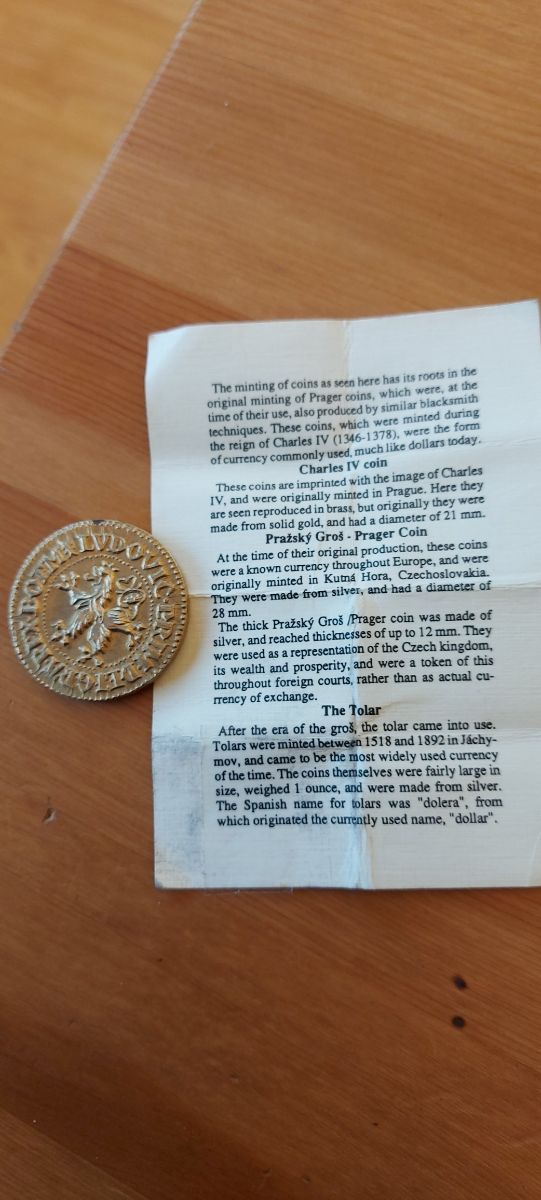 The minting of coins as seen here has its roots in the
original minting of Prager coins, which were, at the
time of their use, also produced by similar blacksmith
techniques. These coins, which were minted during
the reign of Charles IV (1346-1378), were the form
of currency commonly used, much like dollars today.
Charles IV coin
These coins are imprinted with the image of Charles
IV, and were originally minted in Prague. Here they
are seen reproduced in brass, but originally they were
made from solid gold, and had a diameter of 21 mm.
Pražský Groš - Prager Coin
At the time of their original production, these coins
were a known currency throughout Europe, and were
originally minted in Kutná Hora, Czechoslovakia.
They were made from silver, and had a diameter of
28 mm.
The thick Pražský Groš /Prager coin was made of
silver, and reached thicknesses of up to 12 mm. They
were used as a representation of the Czech kingdom,
its wealth and prosperity, and were a token of this
throughout foreign courts, rather than as actual cu-
rrency of exchange.
The Tolar
After the era of the groš, the tolar came into use.
Tolars were minted between 1518 and 1892 in Jáchy-
mov, and came to be the most widely used currency
of the time. The coins themselves were fairly large in
size, weighed 1 ounce, and were made from silver.
The Spanish name for tolars was "dolera", from
which originated the currently used name, "dollar".
LVDOVIC